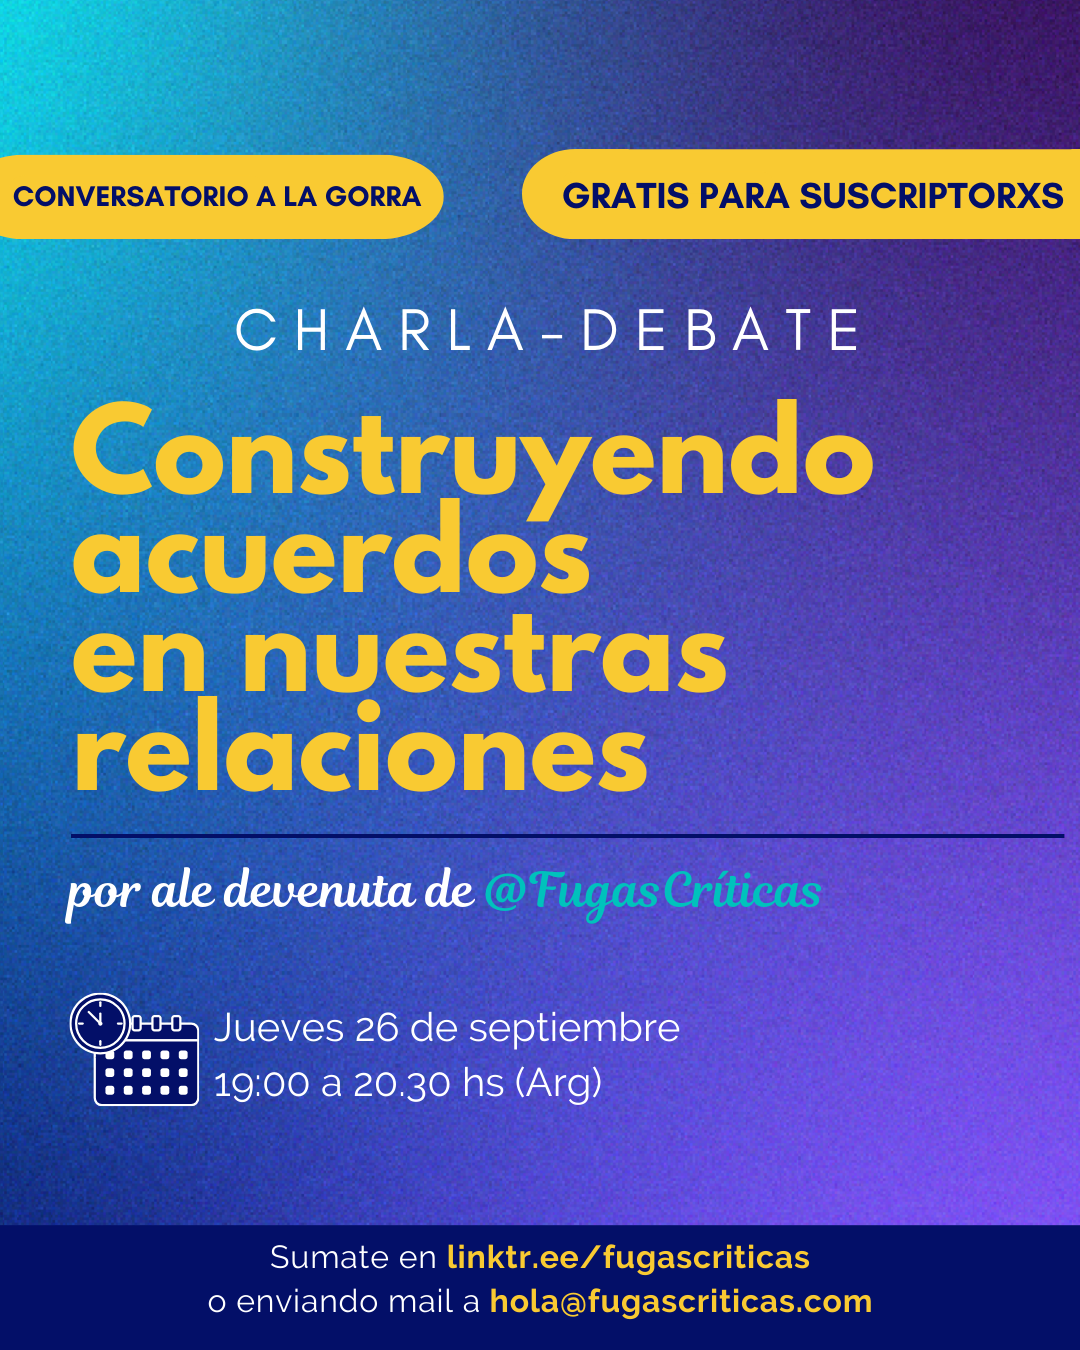 CONVERSATORIO A LA GORRA
GRATIS PARA SUSCRIPTORXS
CHARLA-DEBATE
Construyendo
acuerdos
en nuestras
relaciones
por ale devenuta de @FugasCríticas
Jueves 26 de septiembre
19:00 a 20.30 hs (Arg)
Sumate en linktr.ee/fugascriticas
o enviando mail a hola@fugascriticas.com